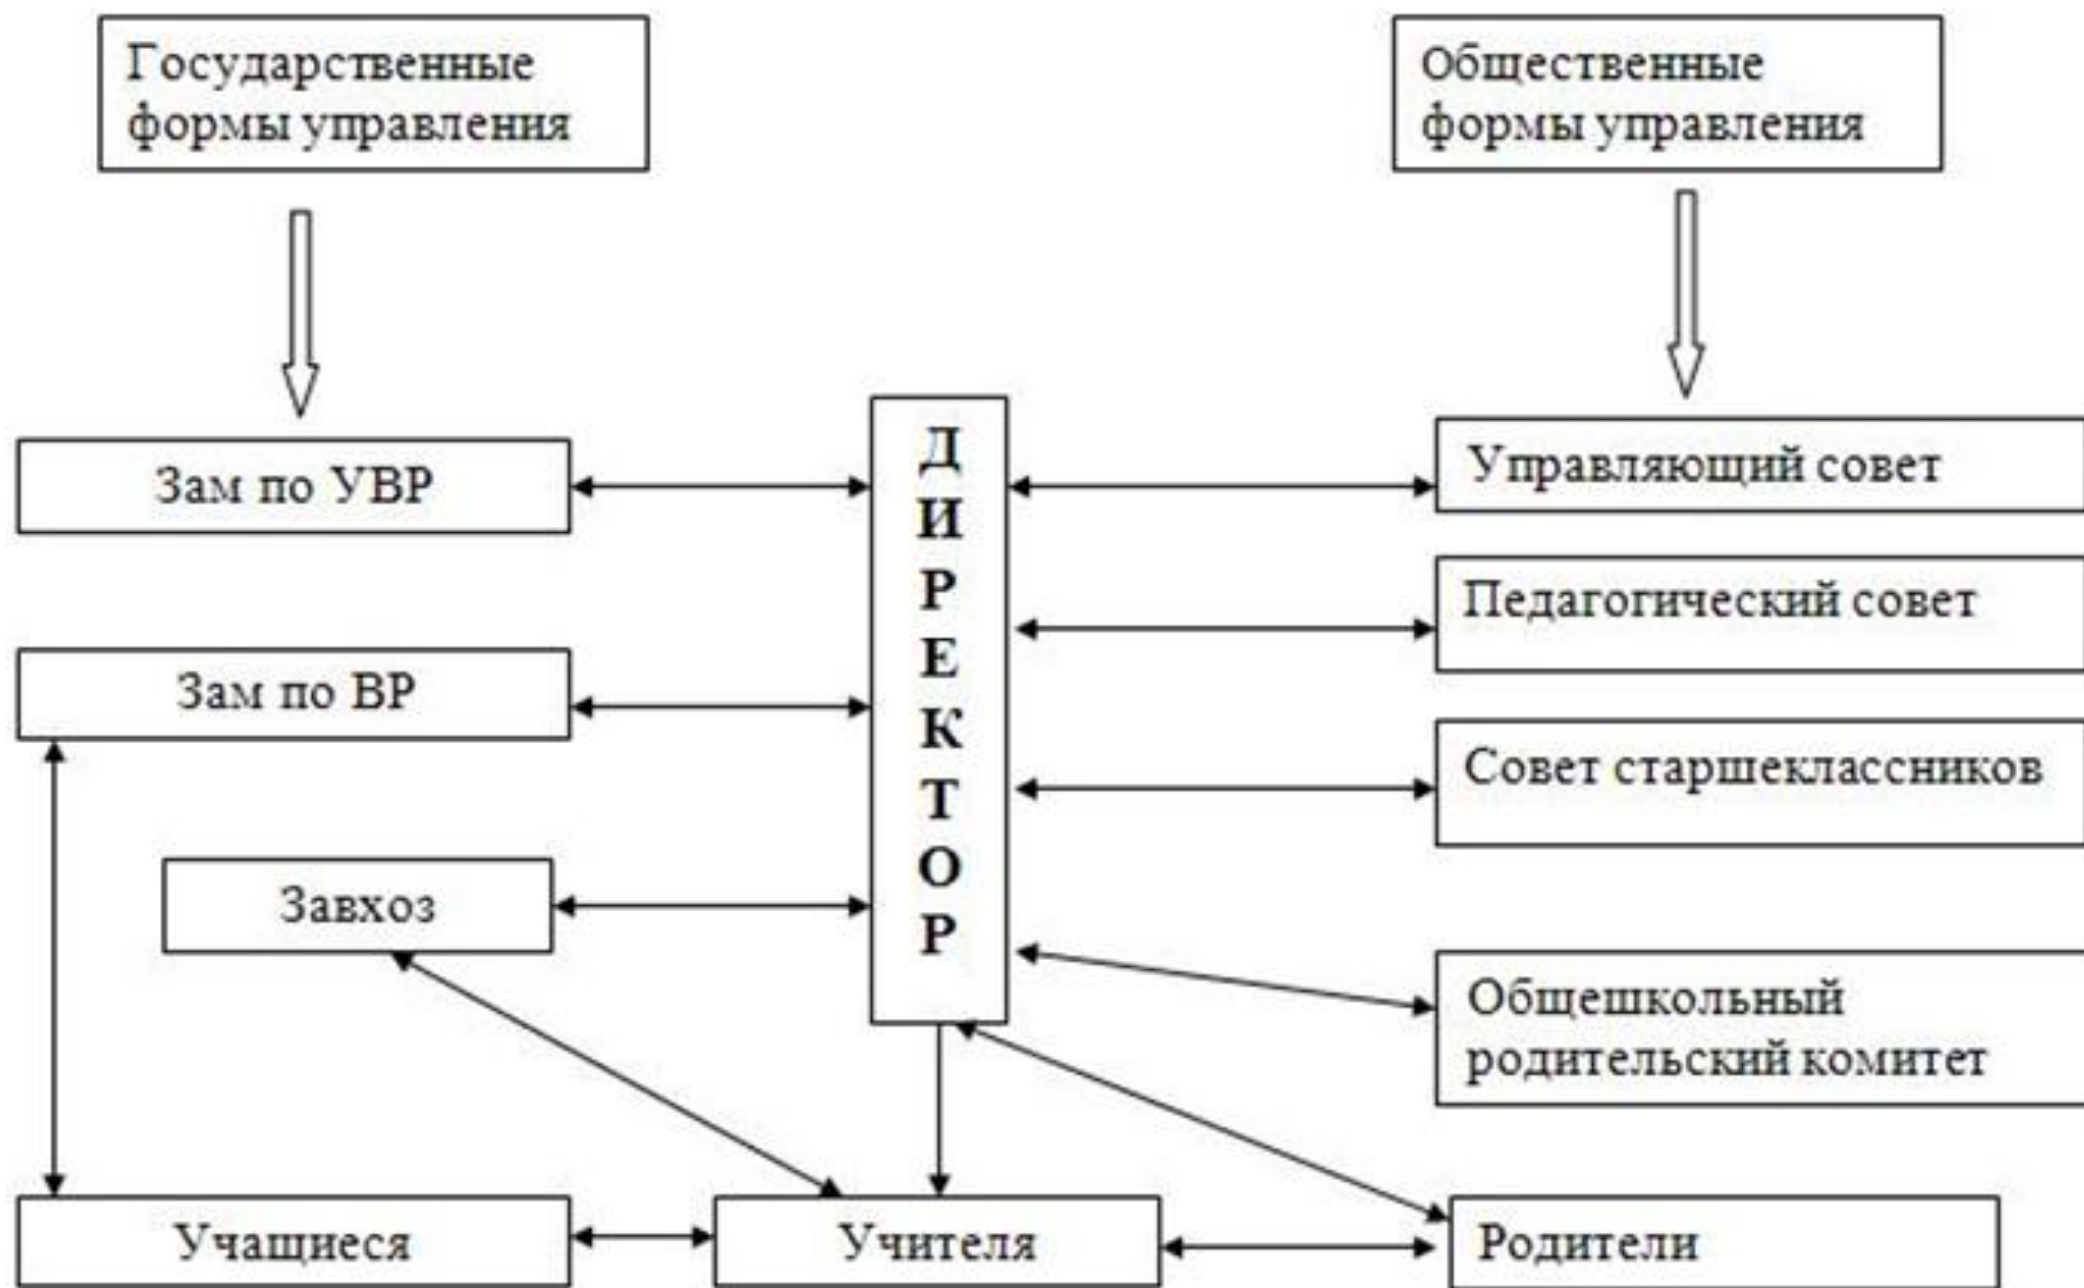 Государственные
формы управления
Общественные
формы управления
Зам по УВР
ДИРЕКТОР
Управляющий совет
Педагогический совет
Зам по ВР
Совет старшеклассников
Завхоз
Общешкольный
родительский комитет
Учащиеся
Учителя
Родители